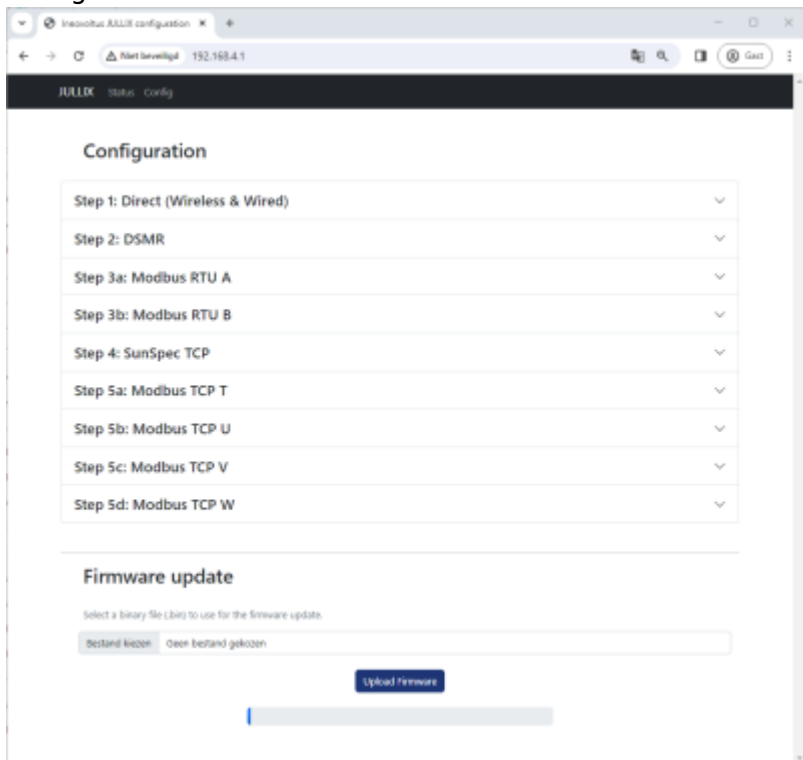 Ineovoltus JULLIX configuration
Niet beveiligd 192.168.4.1
Gast
JULLIX Status Config
Configuration
Step 1: Direct (Wireless & Wired)
Step 2: DSMR
Step 3a: Modbus RTU A
Step 3b: Modbus RTU B
Step 4: SunSpec TCP
Step 5a: Modbus TCP T
Step 5b: Modbus TCP U
Step 5c: Modbus TCP V
Step 5d: Modbus TCP W
Firmware update
Select a binary file (.bin) to use for the firmware update.
Bestand kiezen Geen bestand gekozen
Upload Firmware